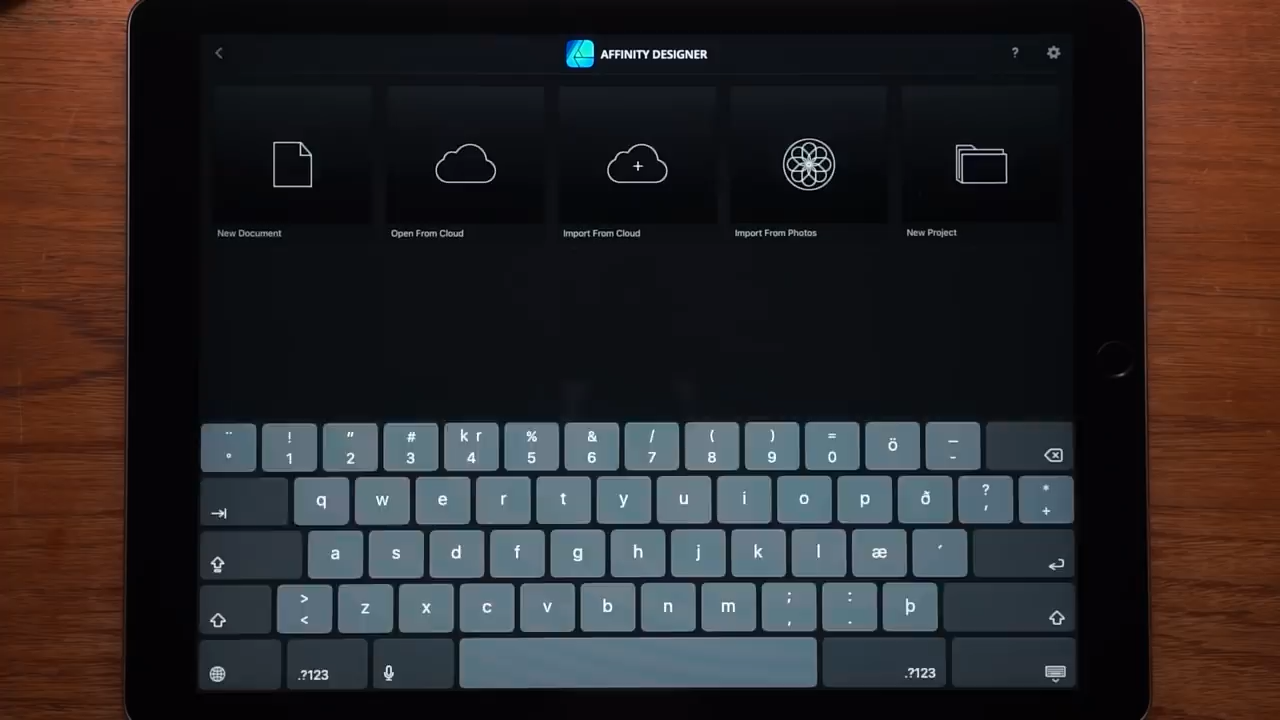 AFFINITY DESIGNER ?
New Document Open From Cloud Import From Cloud Import From Photos New Project
¨ ! " # k r % & / ( ) = ö _
° 1 2 3 4 5 6 7 8 9 0 -
q w e r t y u i o p ð ? *
' +
a s d f g h j k l æ ´
> z x c v b n m ; : þ
< , .
.?123 .?123